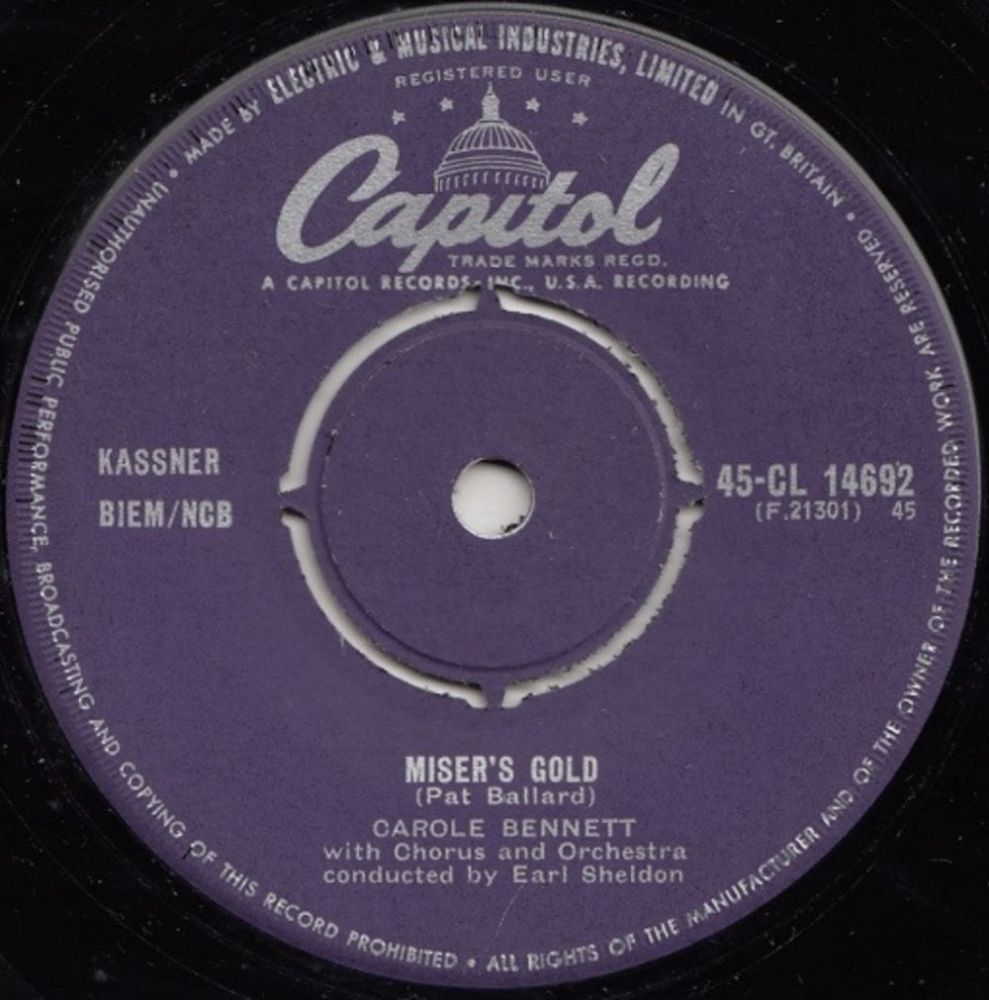 MADE BY ELECTRIC & MUSICAL INDUSTRIES, LIMITED IN GT. BRITAIN •
REGISTERED USER
Capitol
TRADE MARKS REGD.
A CAPITOL RECORDS, INC., U.S.A. RECORDING
KASSNER
BIEM/NCB
45-CL 14692
(F.21301) 45
MISER'S GOLD
(Pat Ballard)
CAROLE BENNETT
with Chorus and Orchestra
conducted by Earl Sheldon
ALL RIGHTS OF THE MANUFACTURER AND OF THE OWNER OF THE RECORDED WORK ARE RESERVED •
UNAUTHORISED PUBLIC PERFORMANCE, BROADCASTING AND COPYING OF THIS RECORD PROHIBITED •